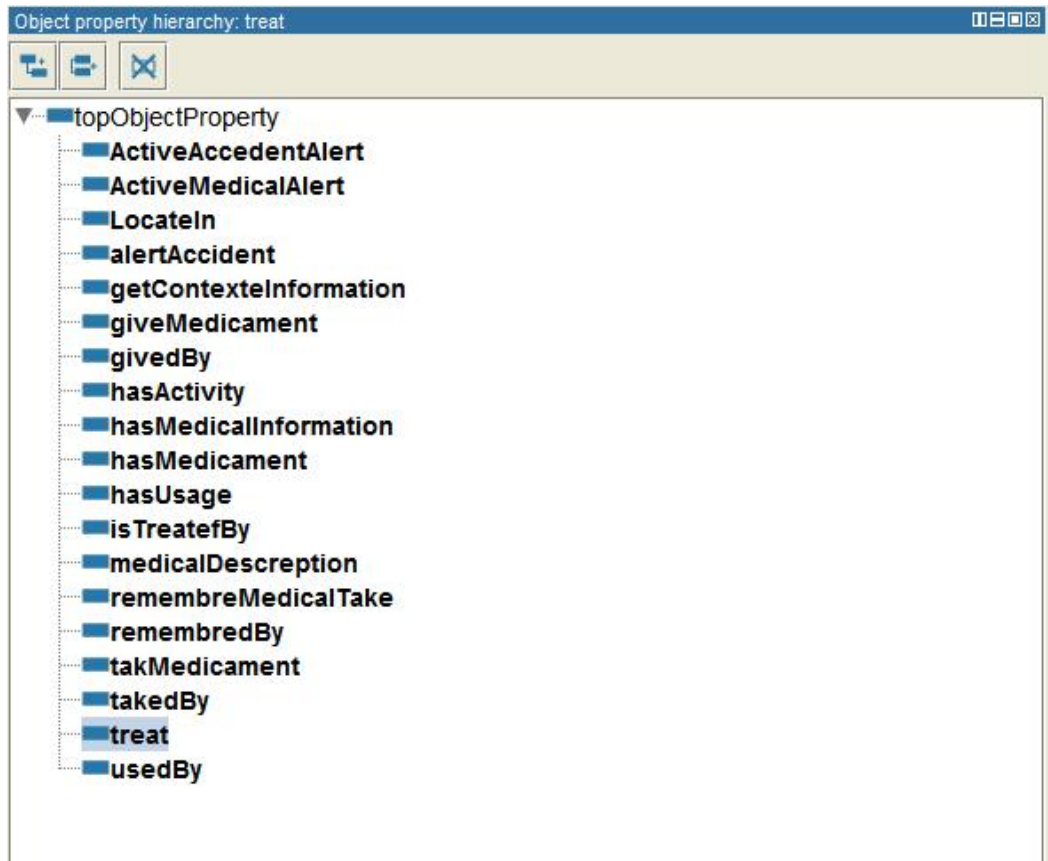 Object property hierarchy: treat
topObjectProperty
ActiveAccedentAlert
ActiveMedicalAlert
LocateIn
alertAccident
getContexteInformation
giveMedicament
givedBy
hasActivity
hasMedicalInformation
hasMedicament
hasUsage
isTreatefBy
medicalDescreption
remembreMedicalTake
remembredBy
takMedicament
takedBy
treat
usedBy